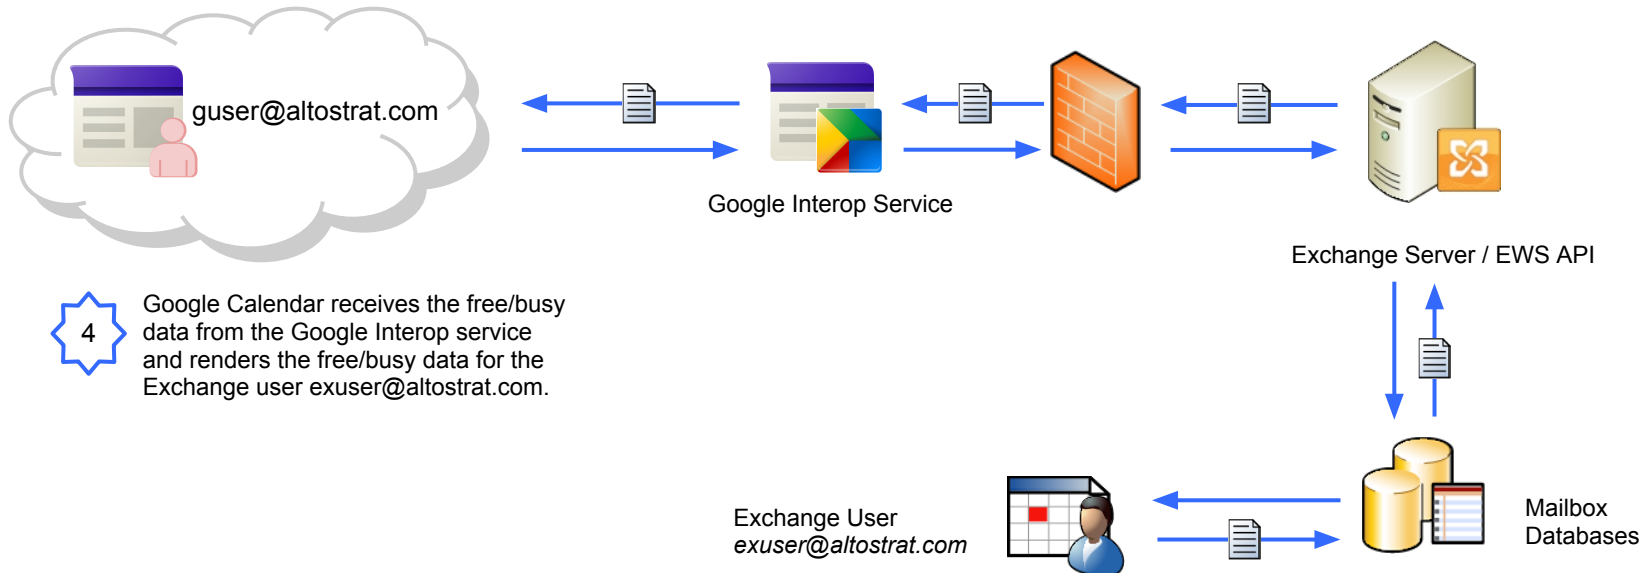 guser@altostrat.com
Google Interop Service
Exchange Server / EWS API
4
Google Calendar receives the free/busy
data from the Google Interop service
and renders the free/busy data for the
Exchange user exuser@altostrat.com.
Exchange User
exuser@altostrat.com
Mailbox
Databases